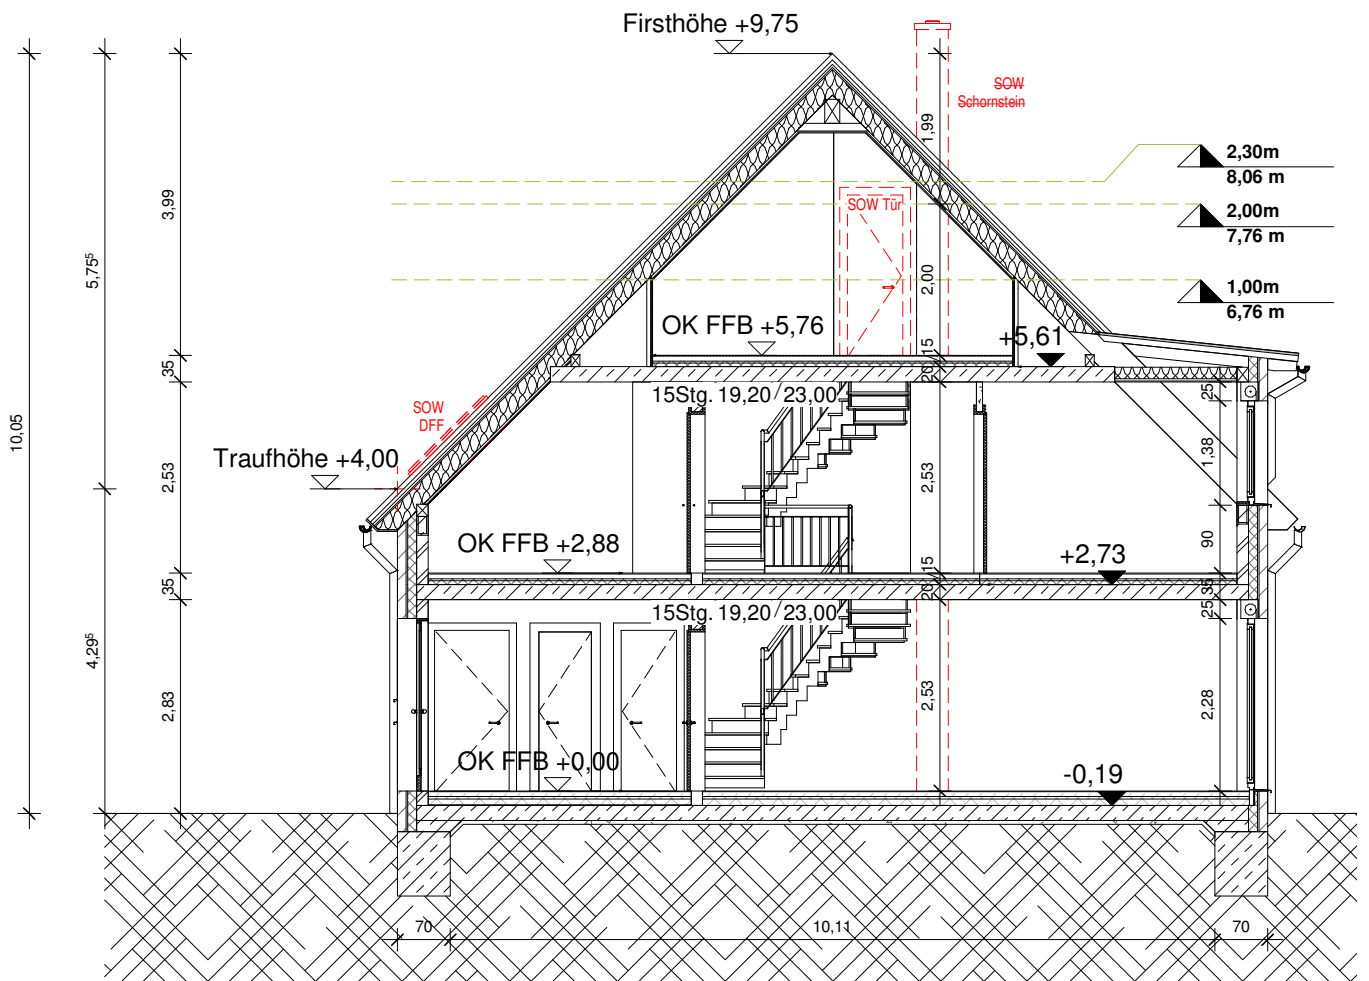 Firsthöhe +9,75
SOW
Schornstein
1,99
2,30m
8,06 m
3,99
SOW Tür
2,00m
7,76 m
5,75⁵
2,00
1,00m
6,76 m
OK FFB +5,76
+5,61
15
20
35
15Stg. 19,20/23,00
25
SOW
DFF
10,05
Traufhöhe +4,00
2,53
2,53
1,38
OK FFB +2,88
90
+2,73
15
20
35
35
15Stg. 19,20/23,00
25
4,29⁵
2,83
2,53
2,28
OK FFB +0,00
-0,19
70
10,11
70